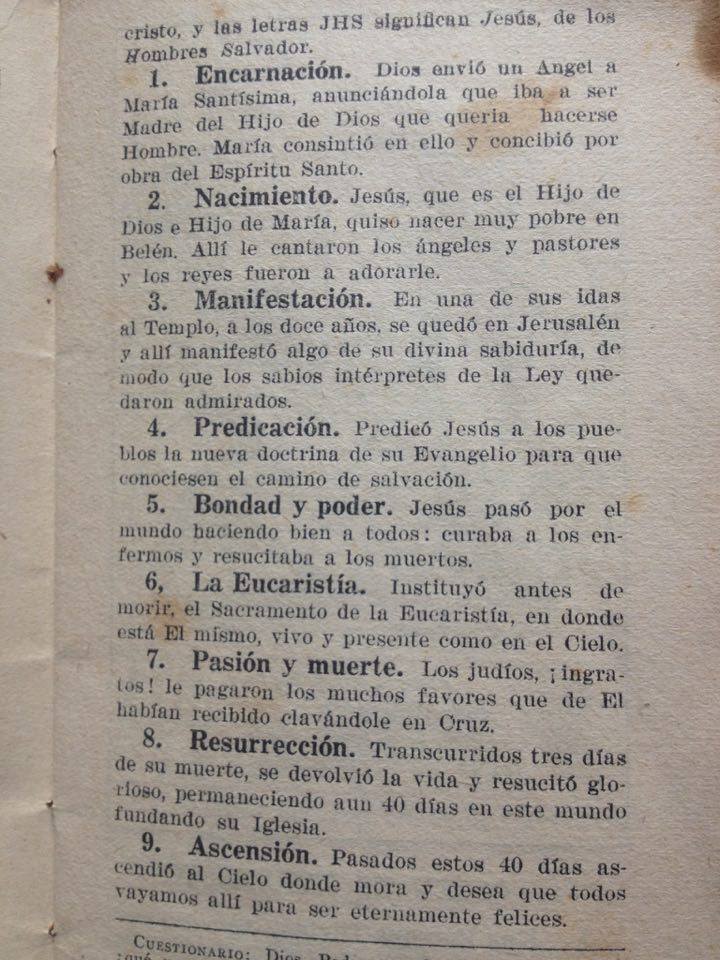 cristo, y las letras JHS significan Jesús, de los
Hombres Salvador.
1. Encarnación. Dios envió un Angel a
María Santísima, anunciándola que iba a ser
Madre del Hijo de Dios que queria hacerse
Hombre. María consintió en ello y concibió por
obra del Espíritu Santo.
2. Nacimiento. Jesús, que es el Hijo de
Dios e Hijo de María, quiso nacer muy pobre en
Belén. Allí le cantaron los ángeles y pastores
y los reyes fueron a adorarle.
3. Manifestación. En una de sus idas
al Templo, a los doce años, se quedó en Jerusalén
y allí manifestó algo de su divina sabiduría, de
modo que los sabios intérpretes de la Ley que-
daron admirados.
4. Predicación. Predicó Jesús a los pue-
blos la nueva doctrina de su Evangelio para que
conociesen el camino de salvación.
5. Bondad y poder. Jesús pasó por el
mundo haciendo bien a todos: curaba a los en-
fermos y resucitaba a los muertos.
6, La Eucaristía. Instituyó antes de
morir, el Sacramento de la Eucaristía, en donde
está El mismo, vivo y presente como en el Cielo.
7. Pasión y muerte. Los judíos, ¡ingra-
tos! le pagaron los muchos favores que de El
habían recibido clavándole en Cruz.
8. Resurrección. Transcurridos tres días
de su muerte, se devolvió la vida y resucitó glo-
rioso, permaneciendo aun 40 días en este mundo
fundando su Iglesia.
9. Ascensión. Pasados estos 40 días as-
cendió al Cielo donde mora y desea que todos
vayamos allí para ser eternamente felices.
CUESTIONARIO: Dios